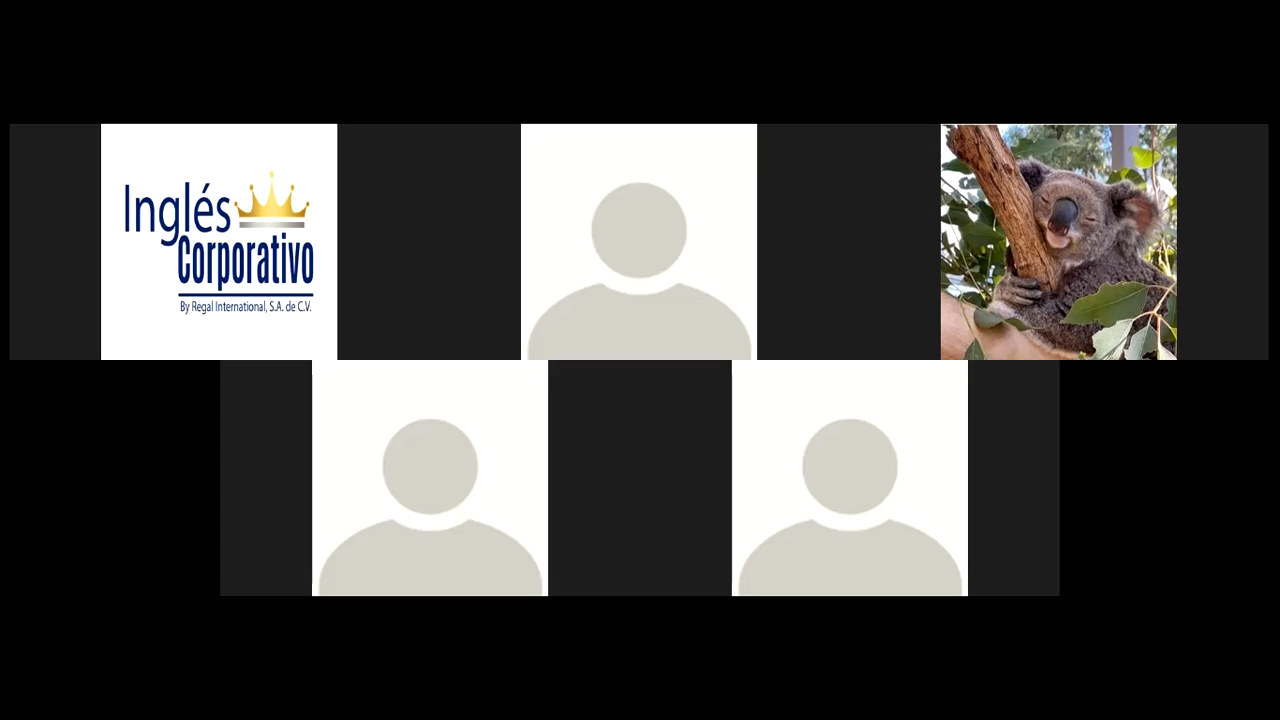 Inglés
Corporativo
By Regal International, S.A. de C.V.